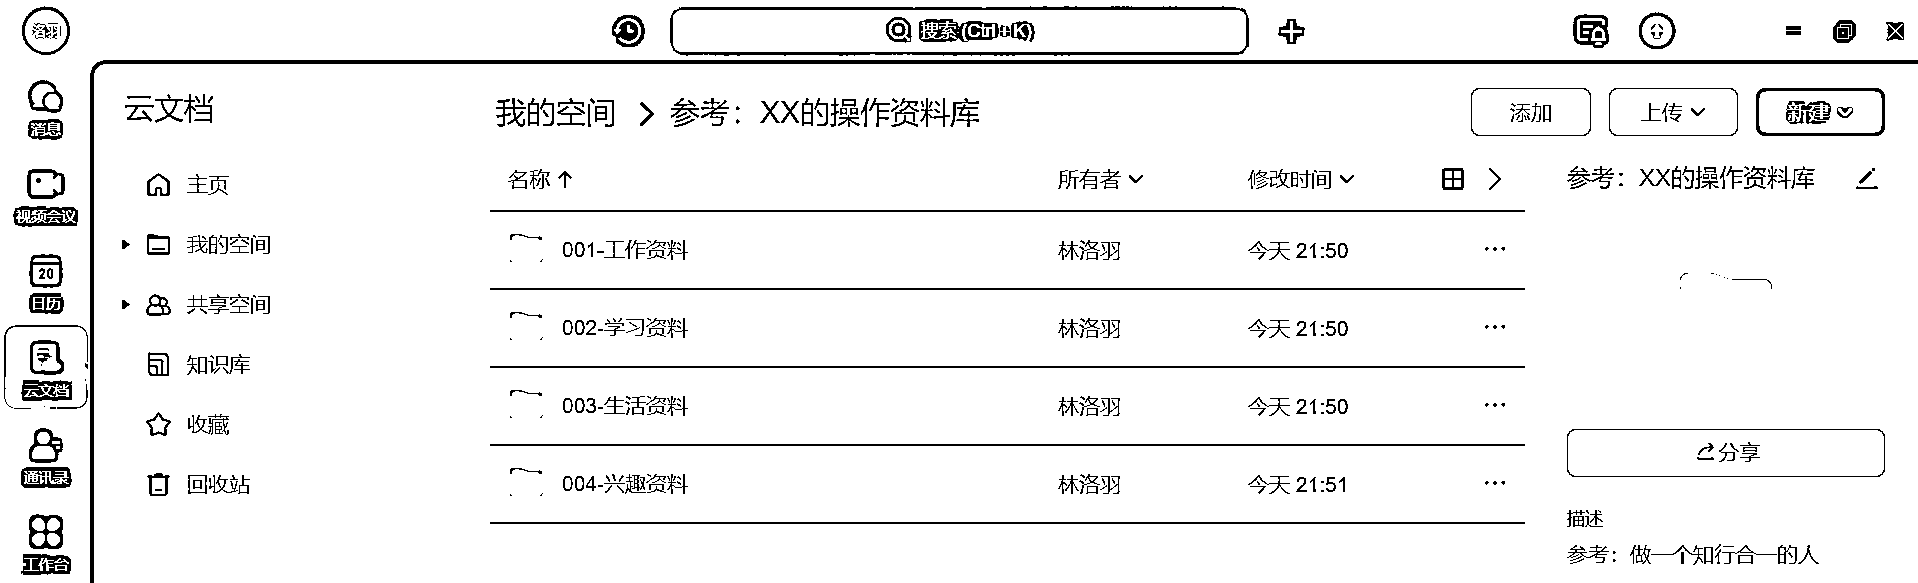 洛羽
搜索 (Ctrl+K)
消息
视频会议
20
日历
云文档
通讯录
工作台
云文档
主页
我的空间
共享空间
知识库
收藏
回收站
我的空间 > 参考：XX的操作资料库
添加
上传
新建
名称 所有者 修改时间
001-工作资料 林洛羽 今天 21:50
002-学习资料 林洛羽 今天 21:50
003-生活资料 林洛羽 今天 21:50
004-兴趣资料 林洛羽 今天 21:51
参考：XX的操作资料库
分享
描述
参考：做一个知行合一的人